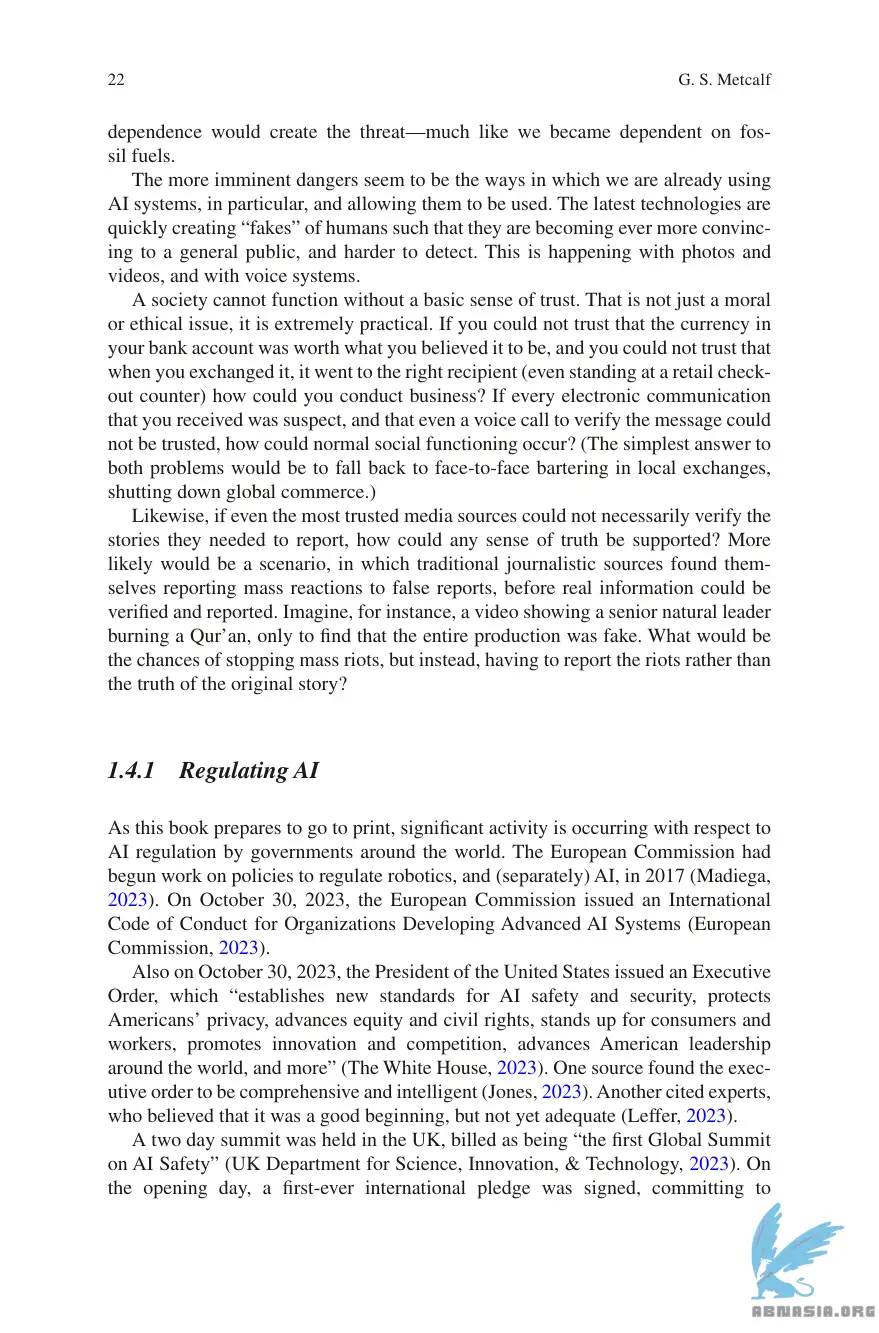 22 G. S. Metcalf
dependence would create the threat—much like we became dependent on fos-
sil fuels.
The more imminent dangers seem to be the ways in which we are already using
AI systems, in particular, and allowing them to be used. The latest technologies are
quickly creating “fakes” of humans such that they are becoming ever more convinc-
ing to a general public, and harder to detect. This is happening with photos and
videos, and with voice systems.
A society cannot function without a basic sense of trust. That is not just a moral
or ethical issue, it is extremely practical. If you could not trust that the currency in
your bank account was worth what you believed it to be, and you could not trust that
when you exchanged it, it went to the right recipient (even standing at a retail check-
out counter) how could you conduct business? If every electronic communication
that you received was suspect, and that even a voice call to verify the message could
not be trusted, how could normal social functioning occur? (The simplest answer to
both problems would be to fall back to face-to-face bartering in local exchanges,
shutting down global commerce.)
Likewise, if even the most trusted media sources could not necessarily verify the
stories they needed to report, how could any sense of truth be supported? More
likely would be a scenario, in which traditional journalistic sources found them-
selves reporting mass reactions to false reports, before real information could be
verified and reported. Imagine, for instance, a video showing a senior natural leader
burning a Qur’an, only to find that the entire production was fake. What would be
the chances of stopping mass riots, but instead, having to report the riots rather than
the truth of the original story?
1.4.1 Regulating AI
As this book prepares to go to print, significant activity is occurring with respect to
AI regulation by governments around the world. The European Commission had
begun work on policies to regulate robotics, and (separately) AI, in 2017 (Madiega,
2023). On October 30, 2023, the European Commission issued an International
Code of Conduct for Organizations Developing Advanced AI Systems (European
Commission, 2023).
Also on October 30, 2023, the President of the United States issued an Executive
Order, which “establishes new standards for AI safety and security, protects
Americans’ privacy, advances equity and civil rights, stands up for consumers and
workers, promotes innovation and competition, advances American leadership
around the world, and more” (The White House, 2023). One source found the exec-
utive order to be comprehensive and intelligent (Jones, 2023). Another cited experts,
who believed that it was a good beginning, but not yet adequate (Leffer, 2023).
A two day summit was held in the UK, billed as being “the first Global Summit
on AI Safety” (UK Department for Science, Innovation, & Technology, 2023). On
the opening day, a first-ever international pledge was signed, committing to
ABNASIA.ORG